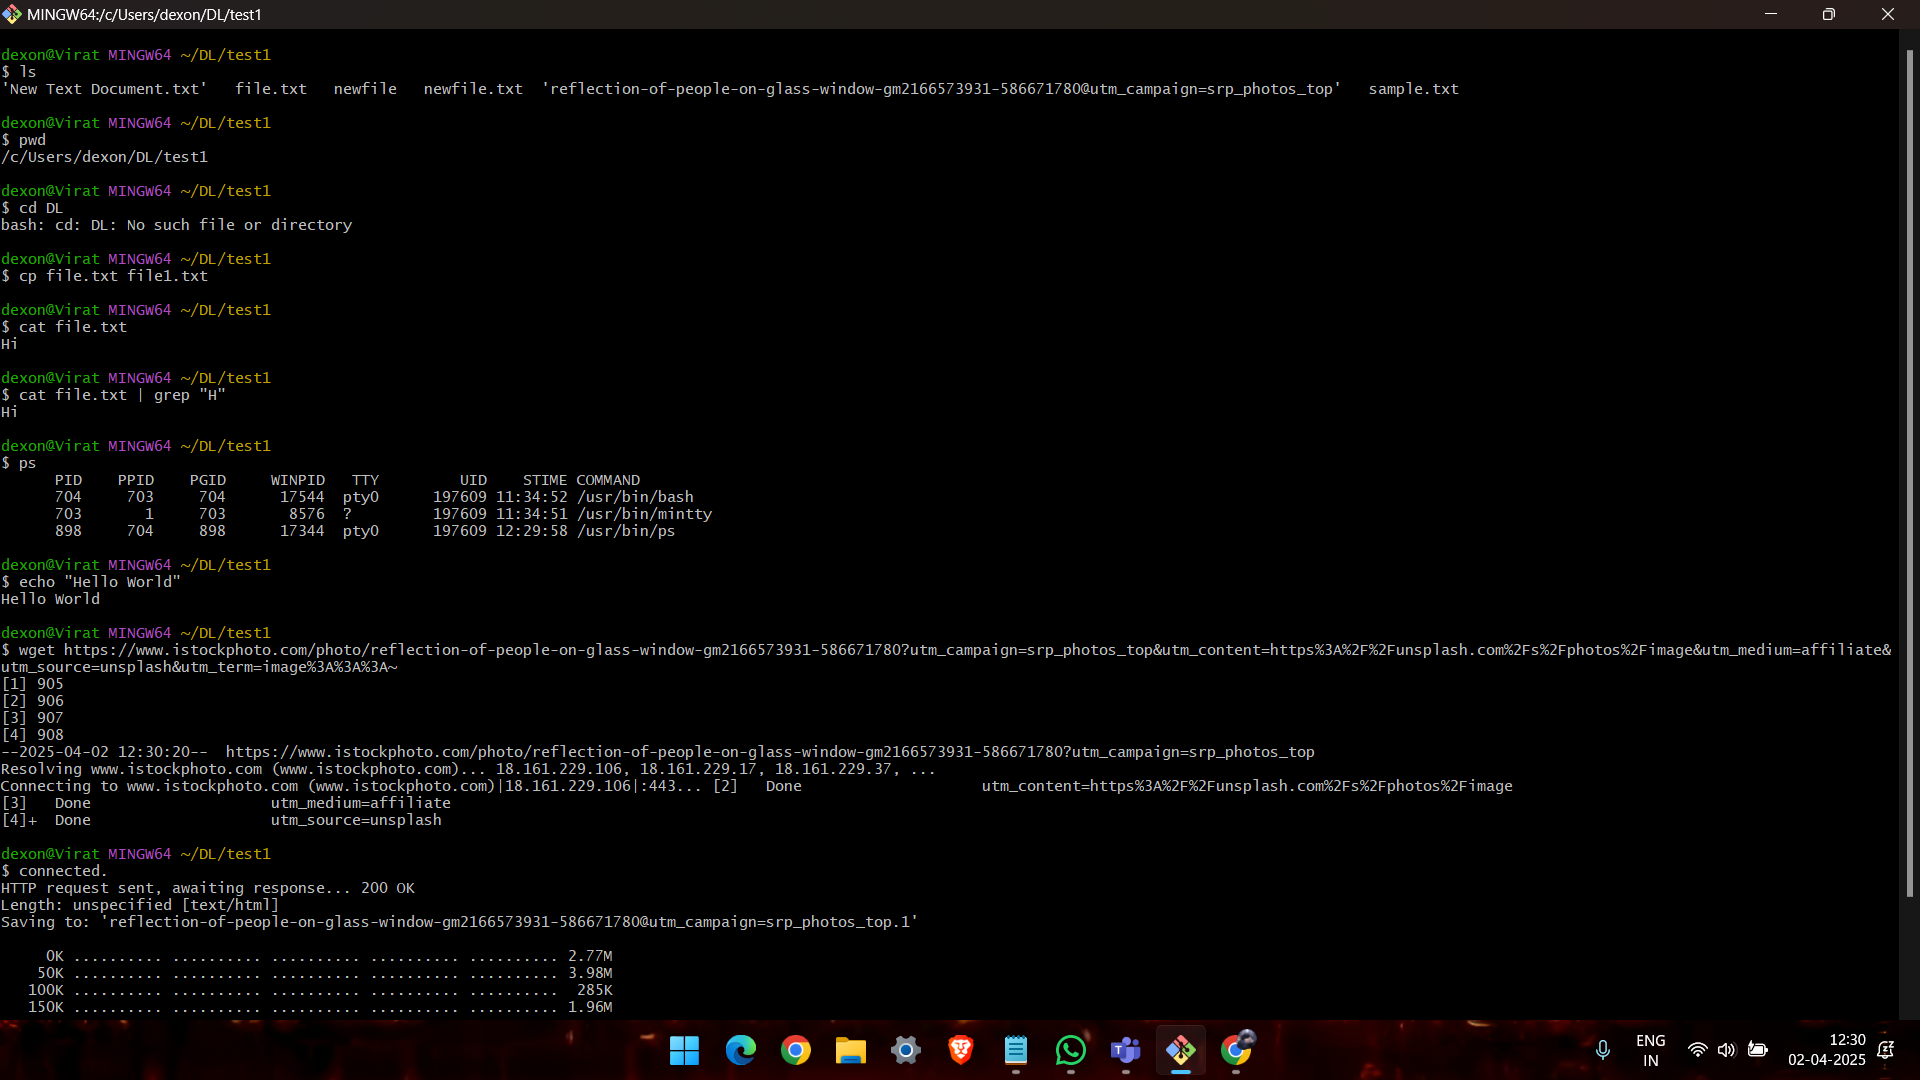 MINGW64:/c/Users/dexon/DL/test1
dexon@Virat MINGW64 ~/DL/test1
$ ls
'New Text Document.txt'   file.txt   newfile   newfile.txt  'reflection-of-people-on-glass-window-gm2166573931-586671780@utm_campaign=srp_photos_top'   sample.txt
dexon@Virat MINGW64 ~/DL/test1
$ pwd
/c/Users/dexon/DL/test1
dexon@Virat MINGW64 ~/DL/test1
$ cd DL
bash: cd: DL: No such file or directory
dexon@Virat MINGW64 ~/DL/test1
$ cp file.txt file1.txt
dexon@Virat MINGW64 ~/DL/test1
$ cat file.txt
Hi
dexon@Virat MINGW64 ~/DL/test1
$ cat file.txt | grep "H"
Hi
dexon@Virat MINGW64 ~/DL/test1
$ ps
      PID    PPID    PGID     WINPID   TTY         UID    STIME COMMAND
      704     703     704      17544  pty0      197609 11:34:52 /usr/bin/bash
      703       1     703       8576  ?         197609 11:34:51 /usr/bin/mintty
      898     704     898      17344  pty0      197609 12:29:58 /usr/bin/ps
dexon@Virat MINGW64 ~/DL/test1
$ echo "Hello World"
Hello World
dexon@Virat MINGW64 ~/DL/test1
$ wget https://www.istockphoto.com/photo/reflection-of-people-on-glass-window-gm2166573931-586671780?utm_campaign=srp_photos_top&utm_content=https%3A%2F%2Funsplash.com%2Fs%2Fphotos%2Fimage&utm_medium=affiliate&
utm_source=unsplash&utm_term=image%3A%3A%3A~
[1] 905
[2] 906
[3] 907
[4] 908
--2025-04-02 12:30:20--  https://www.istockphoto.com/photo/reflection-of-people-on-glass-window-gm2166573931-586671780?utm_campaign=srp_photos_top
Resolving www.istockphoto.com (www.istockphoto.com)... 18.161.229.106, 18.161.229.17, 18.161.229.37, ...
Connecting to www.istockphoto.com (www.istockphoto.com)|18.161.229.106|:443... [2]   Done                    utm_content=https%3A%2F%2Funsplash.com%2Fs%2Fphotos%2Fimage
[3]   Done                    utm_medium=affiliate
[4]+  Done                    utm_source=unsplash
dexon@Virat MINGW64 ~/DL/test1
$ connected.
HTTP request sent, awaiting response... 200 OK
Length: unspecified [text/html]
Saving to: 'reflection-of-people-on-glass-window-gm2166573931-586671780@utm_campaign=srp_photos_top.1'
     0K .......... .......... .......... .......... .......... 2.77M
    50K .......... .......... .......... .......... .......... 3.98M
   100K .......... .......... .......... .......... ..........  285K
   150K .......... .......... .......... .......... .......... 1.96M
ENG
IN
12:30
02-04-2025